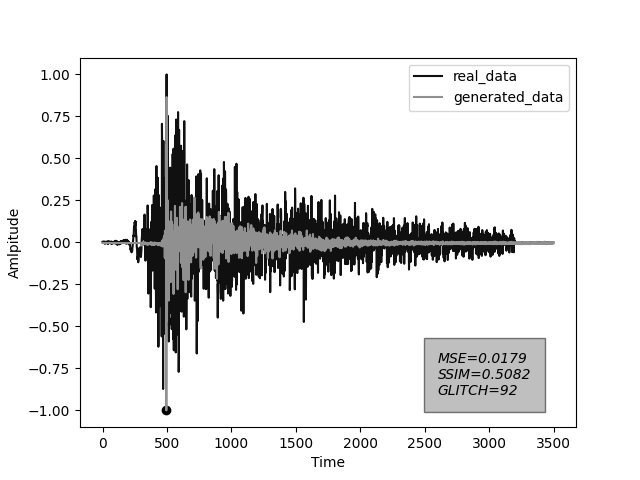 1.00
0.75
0.50
0.25
0.00
−0.25
−0.50
−0.75
−1.00
Amlpitude
real_data
generated_data
MSE=0.0179
SSIM=0.5082
GLITCH=92
0 500 1000 1500 2000 2500 3000 3500
Time